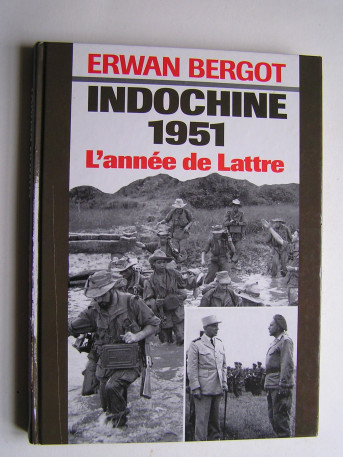 ERWAN BERGOT
INDOCHINE
1951
L'année de Lattre